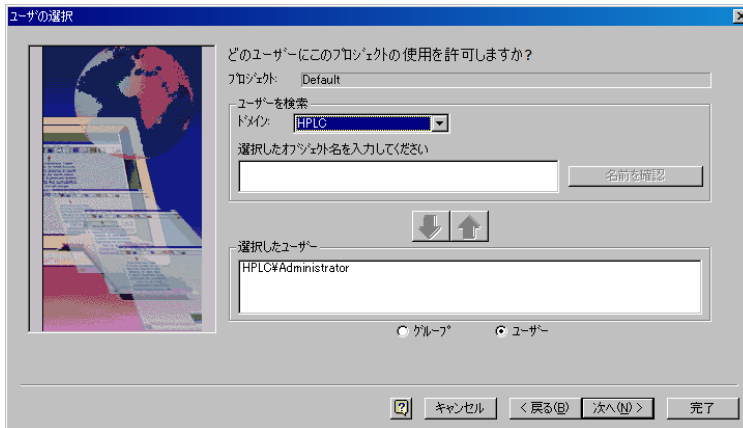 ユーザの選択
どのユーザーにこのプロジェクトの使用を許可しますか?
プロジェクト: Default
ユーザーを検索
ドメイン: HPLC
選択したオブジェクト名を入力してください
名前を確認
選択したユーザー
HPLC¥Administrator
グループ ユーザー
キャンセル < 戻る(B) 次へ(N) > 完了